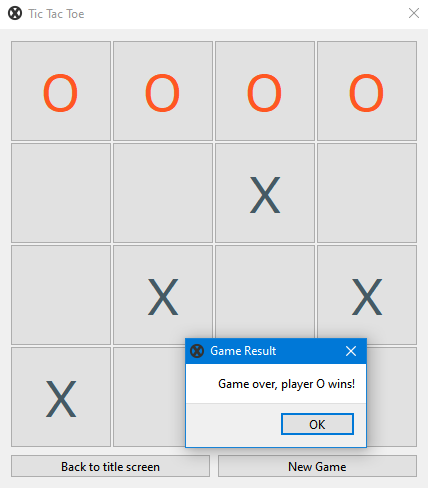 Tic Tac Toe
O O O O
X
X X
Game Result
Game over, player O wins!
X
OK
Back to title screen New Game